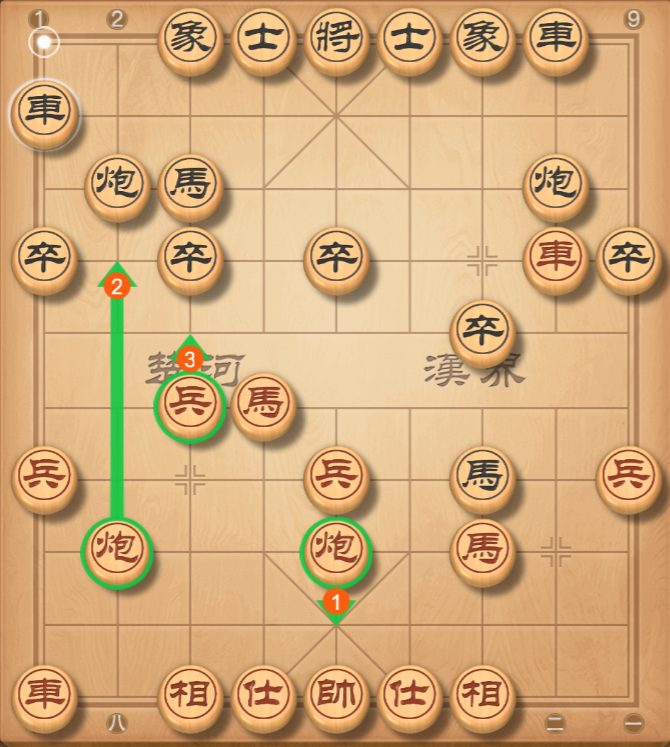 1 2 9
象 士 將 士 象 車
車
炮 馬 炮
卒 卒 卒 車 卒
2
卒
3
楚河 漢界
兵 馬
兵 兵 馬 兵
炮 炮 馬
1
車 相 仕 帥 仕 相
八 二 一